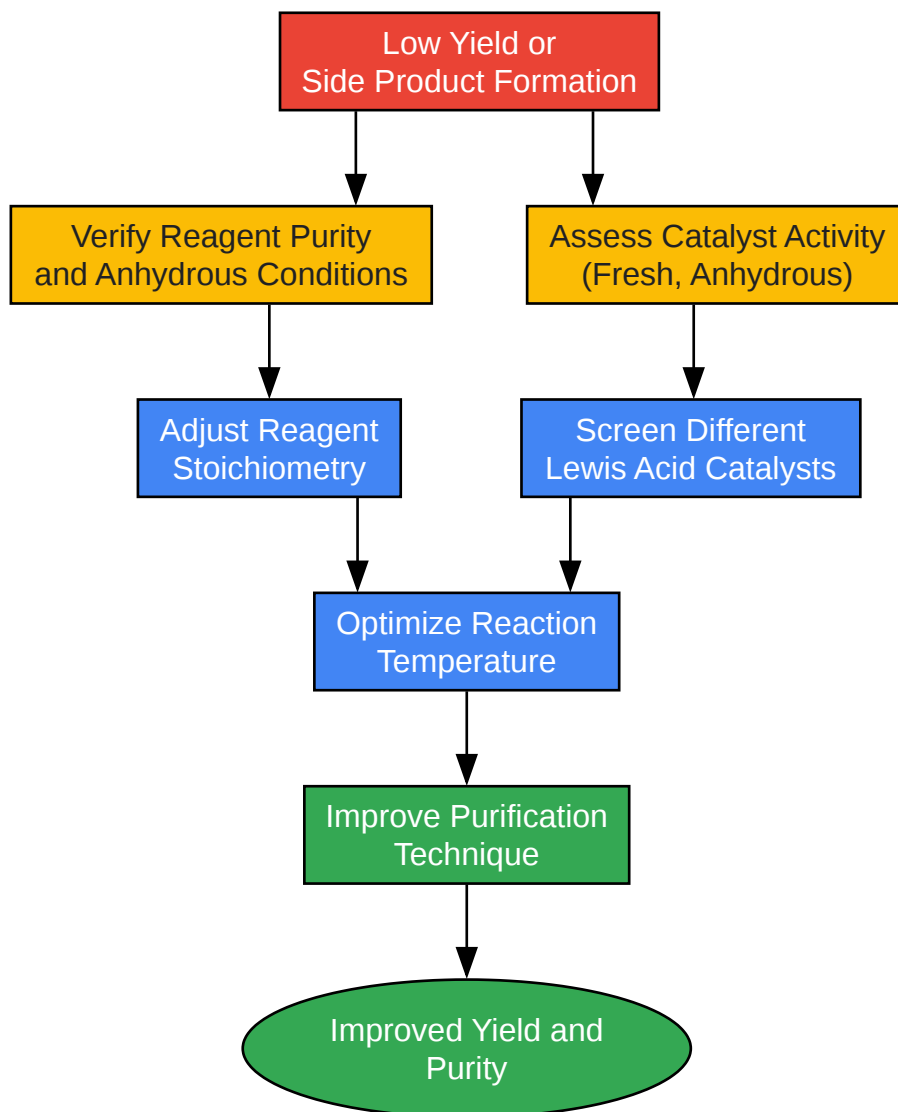 Low Yield or
Side Product Formation
Verify Reagent Purity
and Anhydrous Conditions
Assess Catalyst Activity
(Fresh, Anhydrous)
Adjust Reagent
Stoichiometry
Screen Different
Lewis Acid Catalysts
Optimize Reaction
Temperature
Improve Purification
Technique
Improved Yield and
Purity